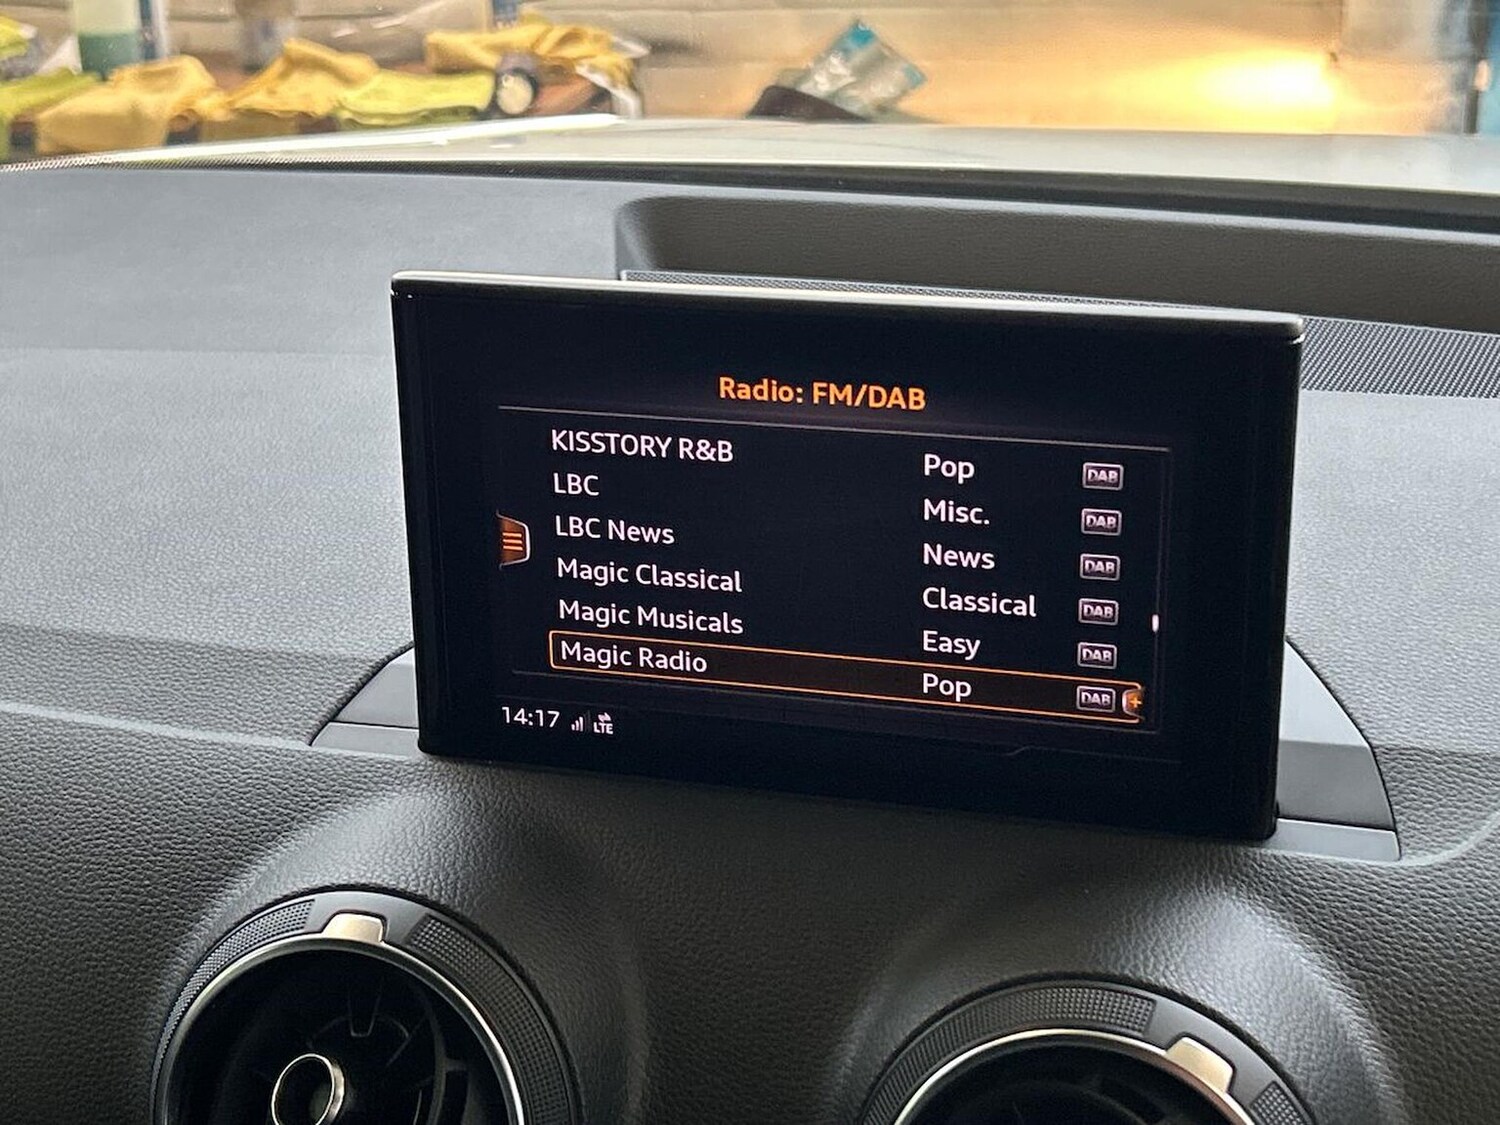 Radio: FM/DAB
KISSTORY R&B Pop DAB
LBC Misc. DAB
LBC News News DAB
Magic Classical Classical DAB
Magic Musicals Easy DAB
Magic Radio Pop DAB
14:17 LTE